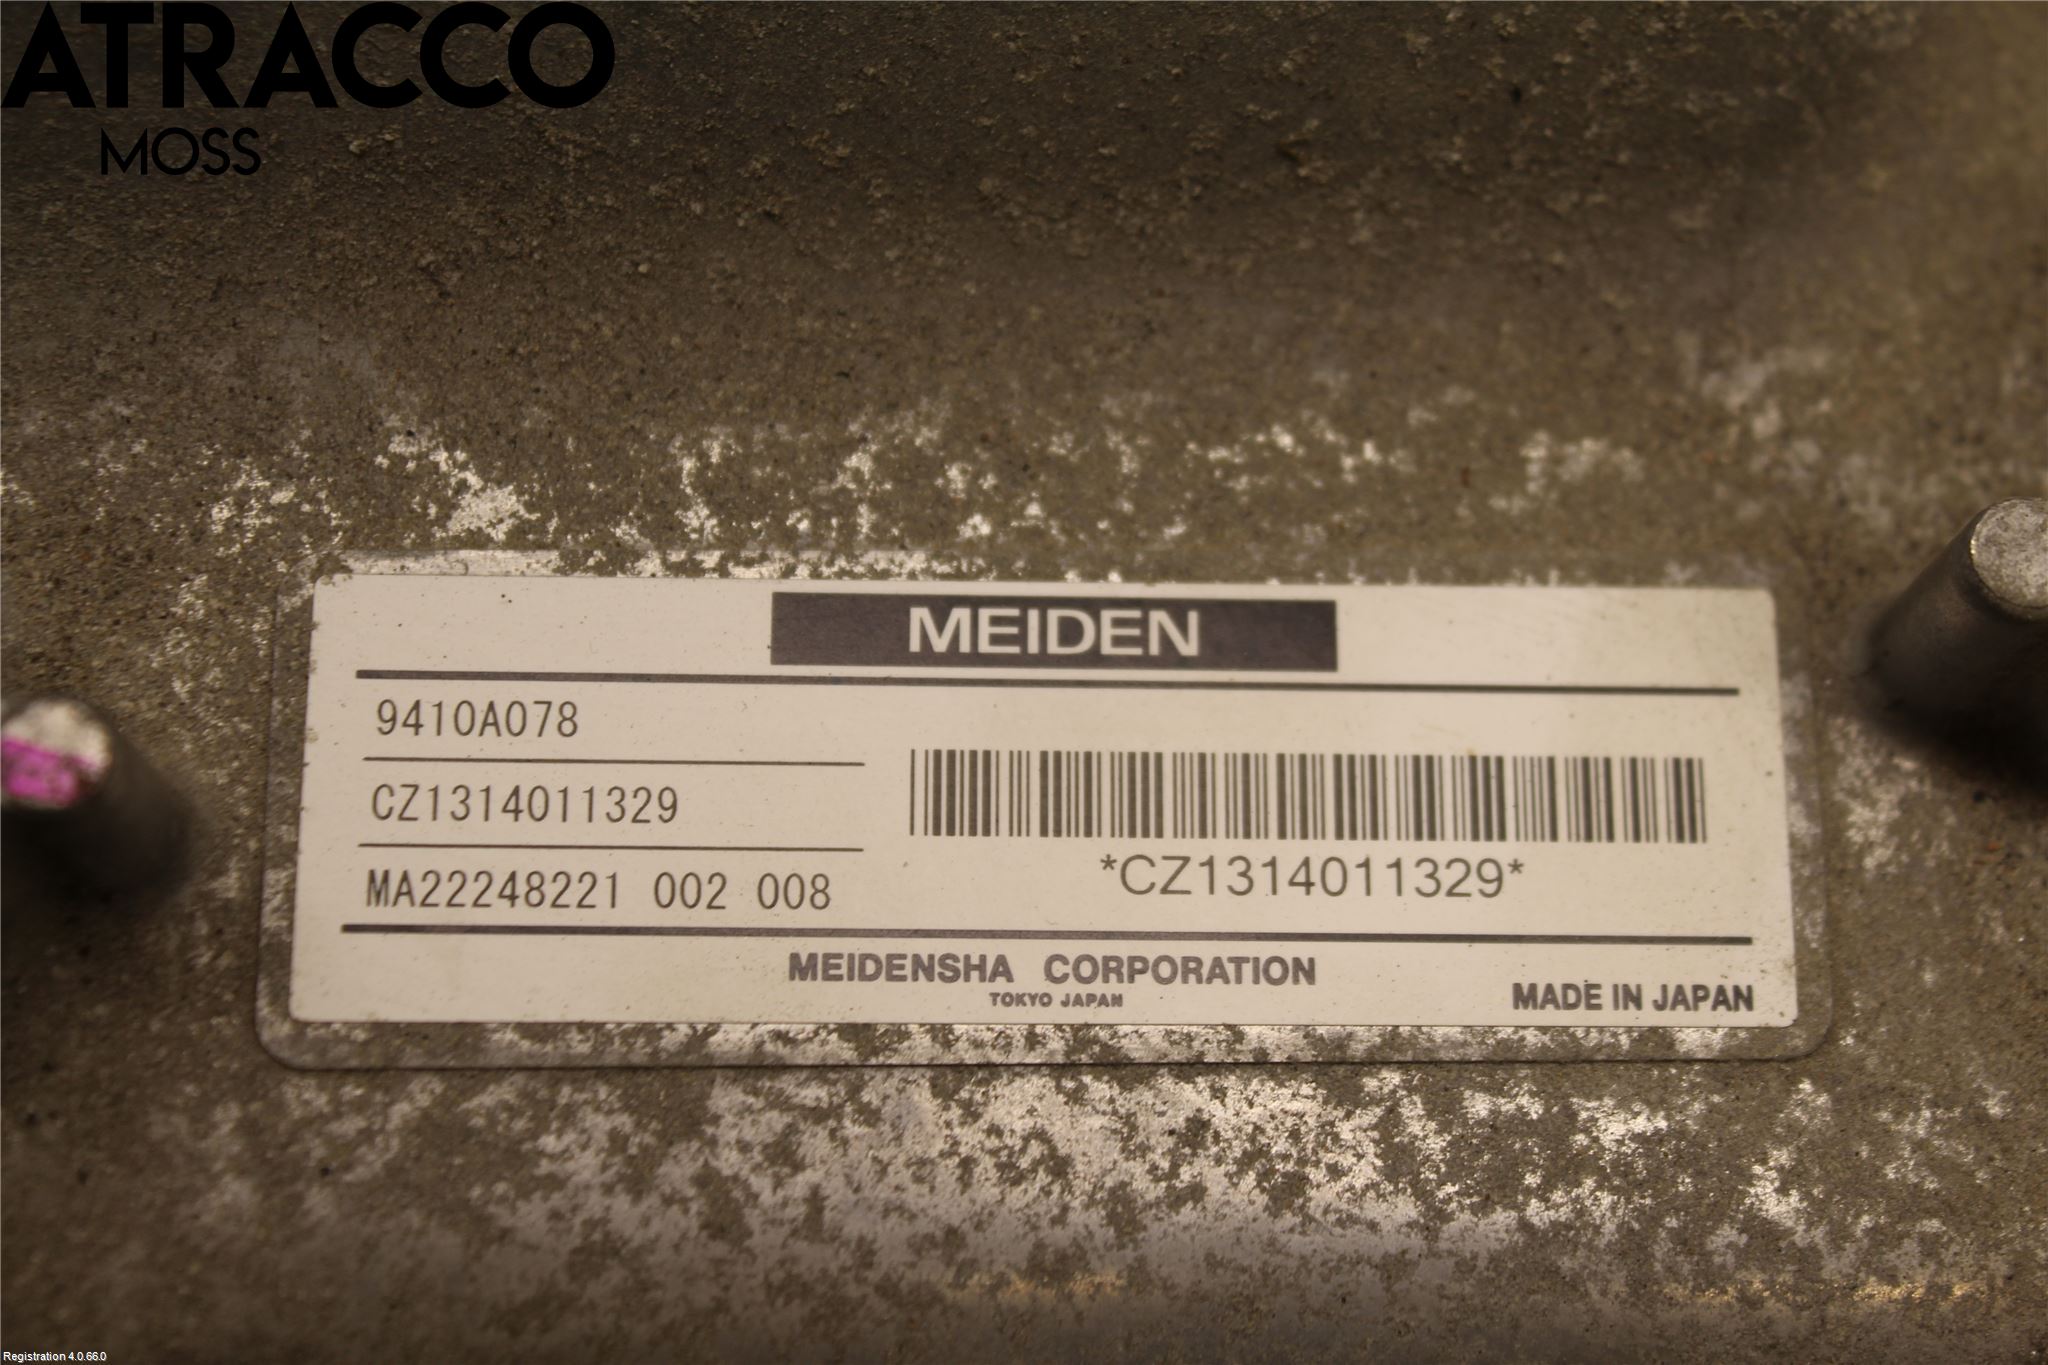 ATRACCO
MOSS
MEIDEN
9410A078
CZ1314011329
MA22248221 002 008
*CZ1314011329*
MEIDENSHA CORPORATION
TOKYO JAPAN
MADE IN JAPAN
Registration 4.0.66.0